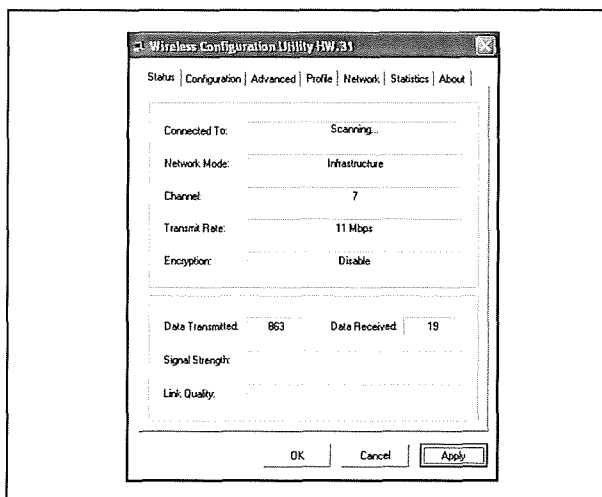 Wireless Configuration Utility HW.31
Status Configuration Advanced Profile Network Statistics About
Connected To: Scanning...
Network Mode: Infrastructure
Channel: 7
Transmit Rate: 11 Mbps
Encryption: Disable
Data Transmitted: 863 Data Received: 19
Signal Strength:
Link Quality:
OK Cancel Apply